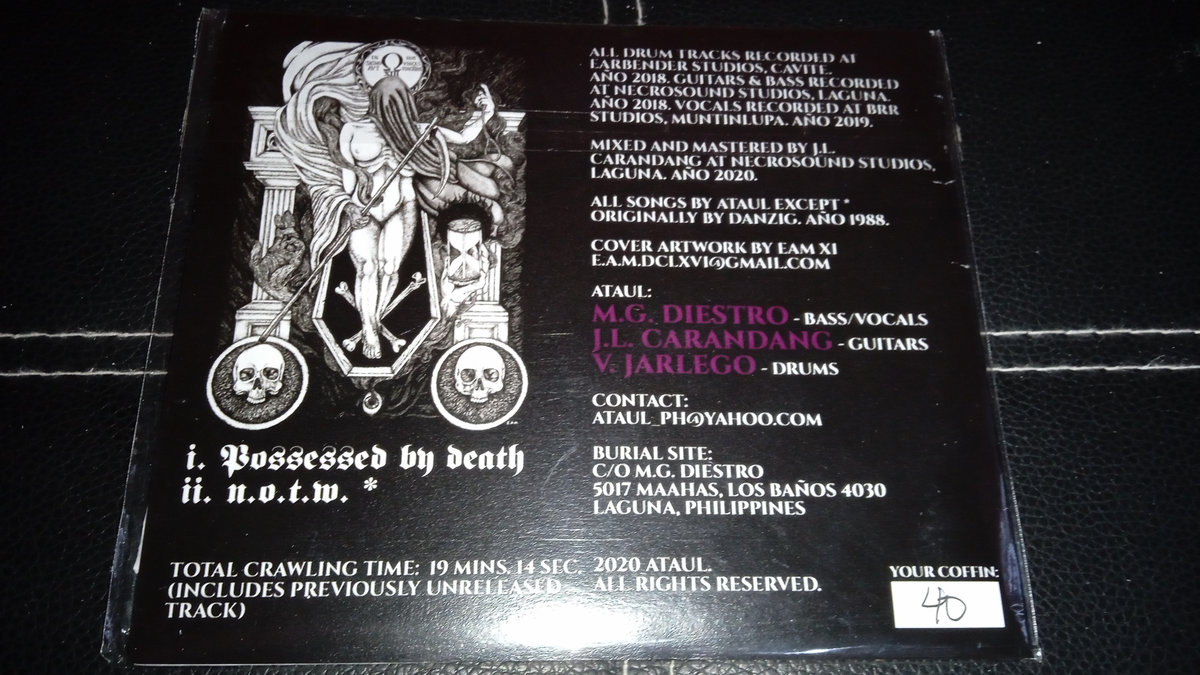 i. Possessed by death
ii. n.o.t.w. *
TOTAL CRAWLING TIME: 19 MINS. 14 SEC.
(INCLUDES PREVIOUSLY UNRELEASED
TRACK)
ALL DRUM TRACKS RECORDED AT
EARBENDER STUDIOS, CAVITE.
AÑO 2018. GUITARS & BASS RECORDED
AT NECROSOUND STUDIOS, LAGUNA.
AÑO 2018. VOCALS RECORDED AT BRR
STUDIOS, MUNTINLUPA. AÑO 2019.
MIXED AND MASTERED BY J.L.
CARANDANG AT NECROSOUND STUDIOS,
LAGUNA. AÑO 2020.
ALL SONGS BY ATAUL EXCEPT *
ORIGINALLY BY DANZIG. AÑO 1988.
COVER ARTWORK BY EAM XI
E.A.M.DCLXVI@GMAIL.COM
ATAUL:
M.G. DIESTRO - BASS/VOCALS
J.L. CARANDANG - GUITARS
V. JARLEGO - DRUMS
CONTACT:
ATAUL_PH@YAHOO.COM
BURIAL SITE:
C/O M.G. DIESTRO
5017 MAAHAS, LOS BAÑOS 4030
LAGUNA, PHILIPPINES
2020 ATAUL.
ALL RIGHTS RESERVED.
YOUR COFFIN:
40